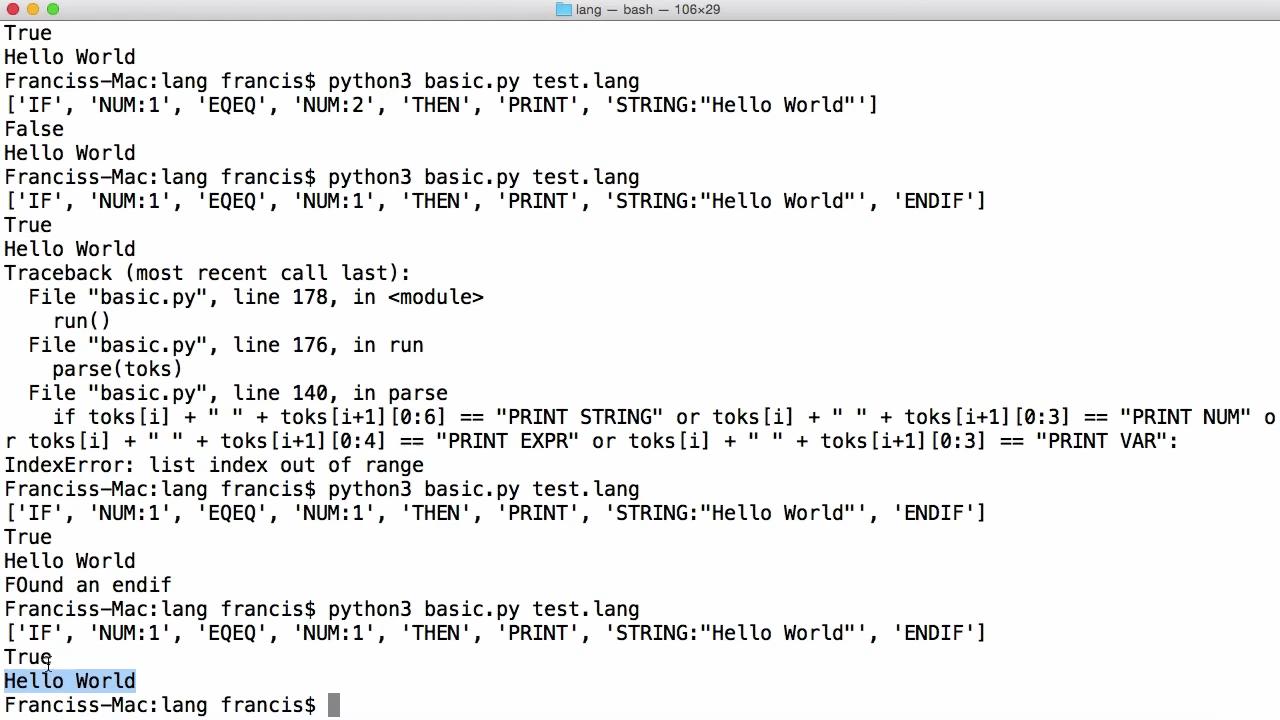 lang — bash — 106×29
True
Hello World
Franciss-Mac:lang francis$ python3 basic.py test.lang
['IF', 'NUM:1', 'EQEQ', 'NUM:2', 'THEN', 'PRINT', 'STRING:"Hello World"']
False
Hello World
Franciss-Mac:lang francis$ python3 basic.py test.lang
['IF', 'NUM:1', 'EQEQ', 'NUM:1', 'THEN', 'PRINT', 'STRING:"Hello World"', 'ENDIF']
True
Hello World
Traceback (most recent call last):
  File "basic.py", line 178, in <module>
    run()
  File "basic.py", line 176, in run
    parse(toks)
  File "basic.py", line 140, in parse
    if toks[i] + " " + toks[i+1][0:6] == "PRINT STRING" or toks[i] + " " + toks[i+1][0:3] == "PRINT NUM" o
r toks[i] + " " + toks[i+1][0:4] == "PRINT EXPR" or toks[i] + " " + toks[i+1][0:3] == "PRINT VAR":
IndexError: list index out of range
Franciss-Mac:lang francis$ python3 basic.py test.lang
['IF', 'NUM:1', 'EQEQ', 'NUM:1', 'THEN', 'PRINT', 'STRING:"Hello World"', 'ENDIF']
True
Hello World
FOund an endif
Franciss-Mac:lang francis$ python3 basic.py test.lang
['IF', 'NUM:1', 'EQEQ', 'NUM:1', 'THEN', 'PRINT', 'STRING:"Hello World"', 'ENDIF']
True
Hello World
Franciss-Mac:lang francis$